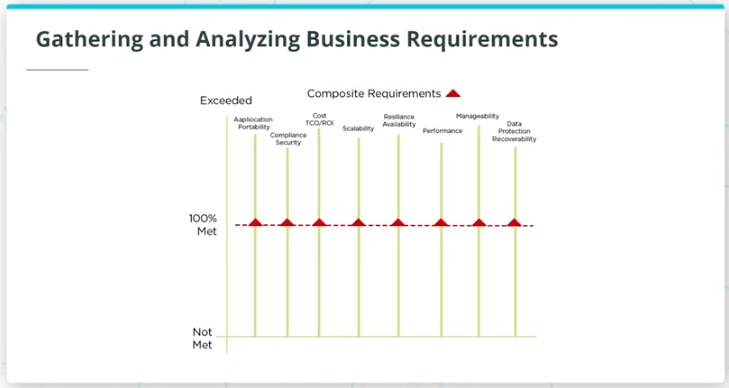 Gathering and Analyzing Business Requirements
Composite Requirements
Exceeded
Aapliocation
Portability
Compliance
Security
Cost
TCO/ROI
Scalability
Resiliance
Availability
Performance
Manageability
Data
Protection
Recoverability
100%
Met
Not
Met